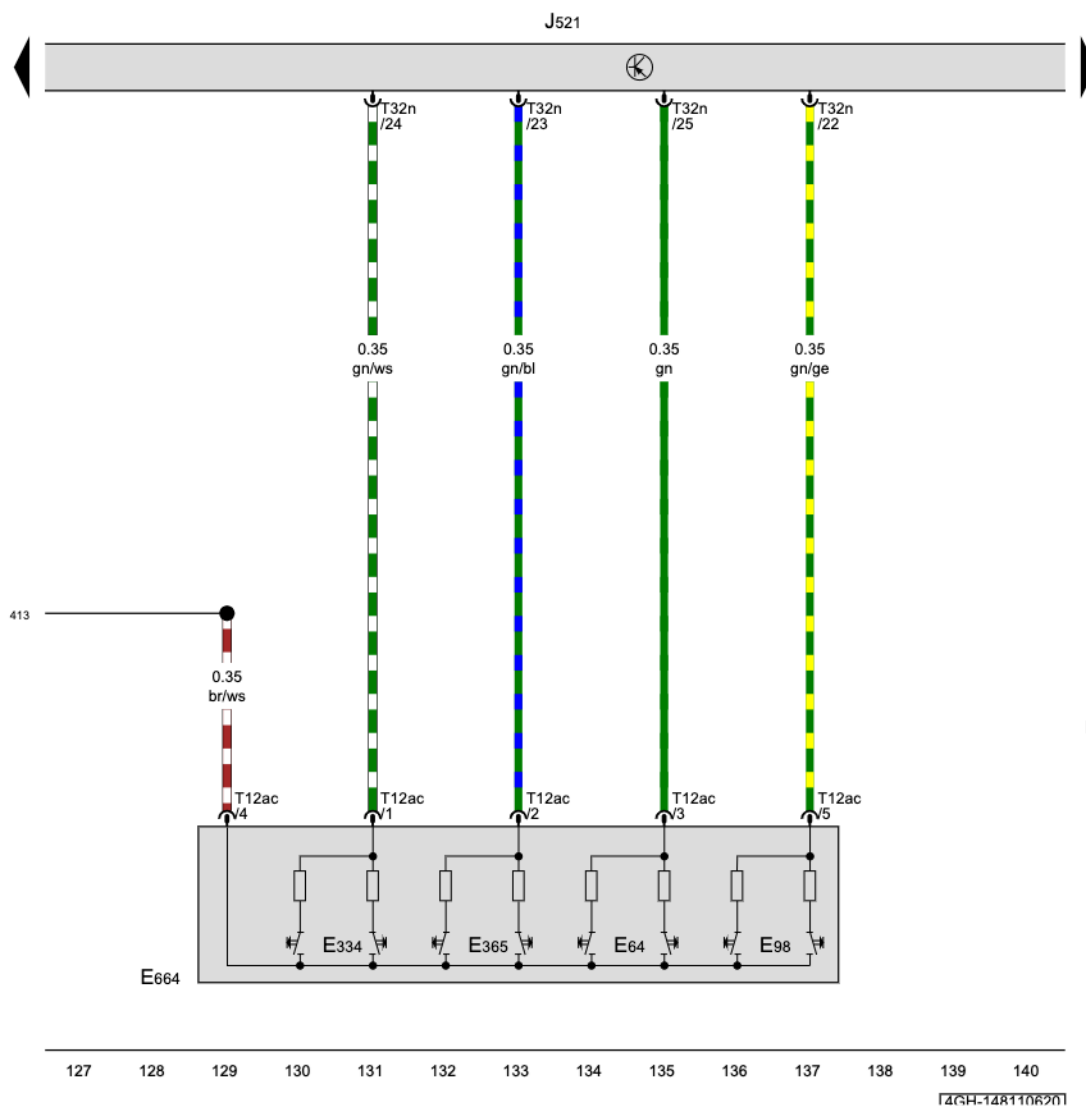 J521
T32n
/24
T32n
/23
T32n
/25
T32n
/22
0.35
gn/ws
0.35
gn/bl
0.35
gn
0.35
gn/ge
413
0.35
br/ws
T12ac
/4
T12ac
/1
T12ac
/2
T12ac
/3
T12ac
/5
E334
E365
E64
E98
E664
127 128 129 130 131 132 133 134 135 136 137 138 139 140
4GH-148110620